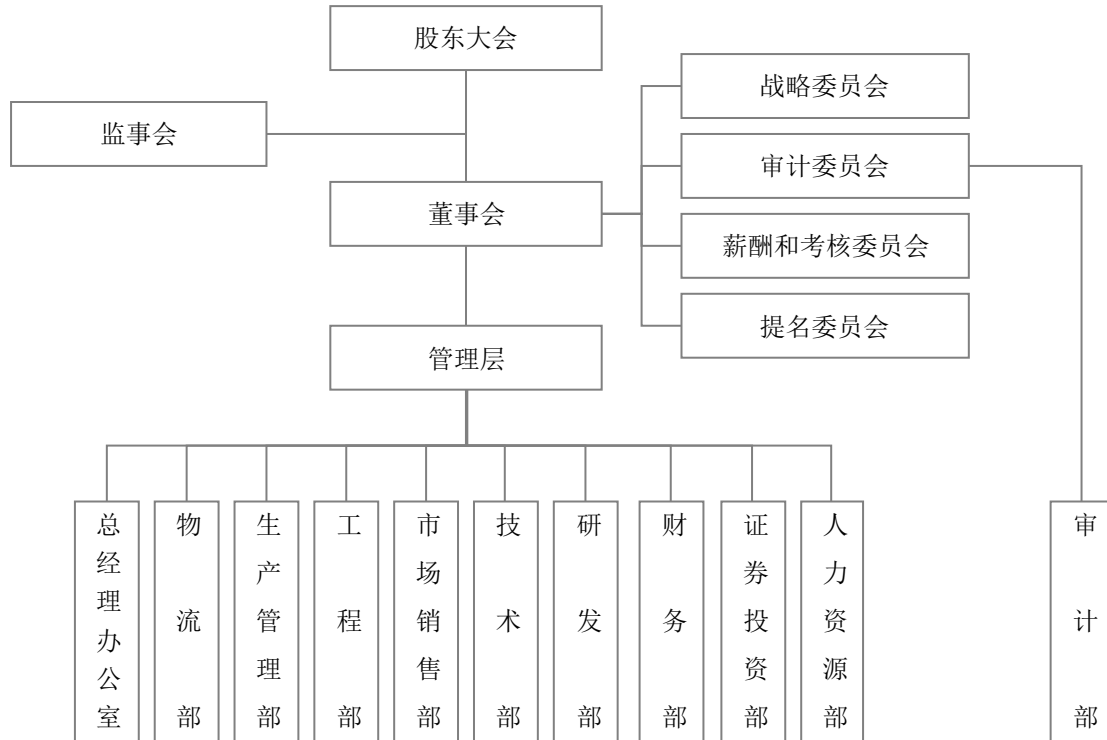 股东大会
战略委员会
监事会
审计委员会
董事会
薪酬和考核委员会
提名委员会
管理层
总经理办公室
物流部
生产管理部
工程部
市场销售部
技术部
研发部
财务部
证券投资部
人力资源部
审计部